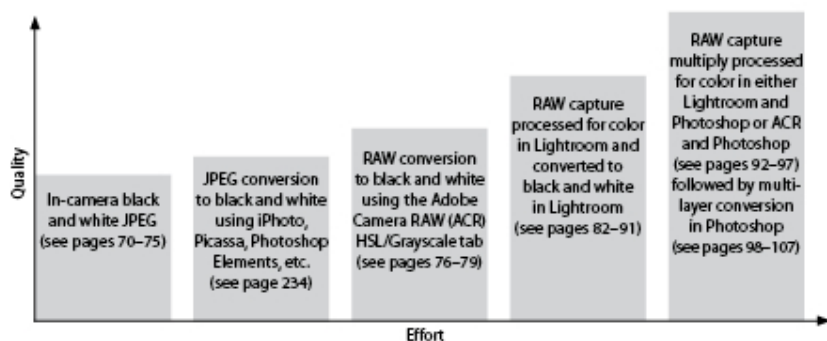 Quality
In-camera black
and white JPEG
(see pages 70–75)
JPEG conversion
to black and white
using iPhoto,
Picassa, Photoshop
Elements, etc.
(see page 234)
RAW conversion
to black and white
using the Adobe
Camera RAW (ACR)
HSL/Grayscale tab
(see pages 76–79)
RAW capture
processed for color
in Lightroom and
converted to
black and white
in Lightroom
(see pages 82–91)
RAW capture
multiply processed
for color in either
Lightroom and
Photoshop or ACR
and Photoshop
(see pages 92–97)
followed by multi-
layer conversion
in Photoshop
(see pages 98–107)
Effort